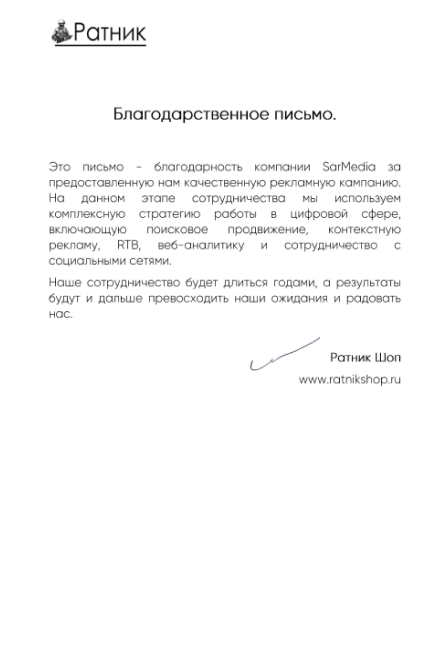 Ратник
Благодарственное письмо.
Это письмо - благодарность компании SarMedia за
предоставленную нам качественную рекламную кампанию.
На данном этапе сотрудничества мы используем
комплексную стратегию работы в цифровой сфере,
включающую поисковое продвижение, контекстную
рекламу, RTB, веб-аналитику и сотрудничество с
социальными сетями.
Наше сотрудничество будет длиться годами, а результаты
будут и дальше превосходить наши ожидания и радовать
нас.
Ратник Шоп
www.ratnikshop.ru